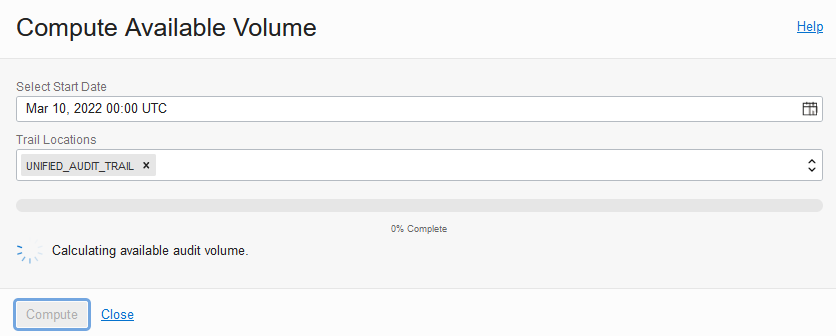 Compute Available Volume
Help
Select Start Date
Mar 10, 2022 00:00 UTC
Trail Locations
UNIFIED_AUDIT_TRAIL ×
0% Complete
Calculating available audit volume.
Compute Close